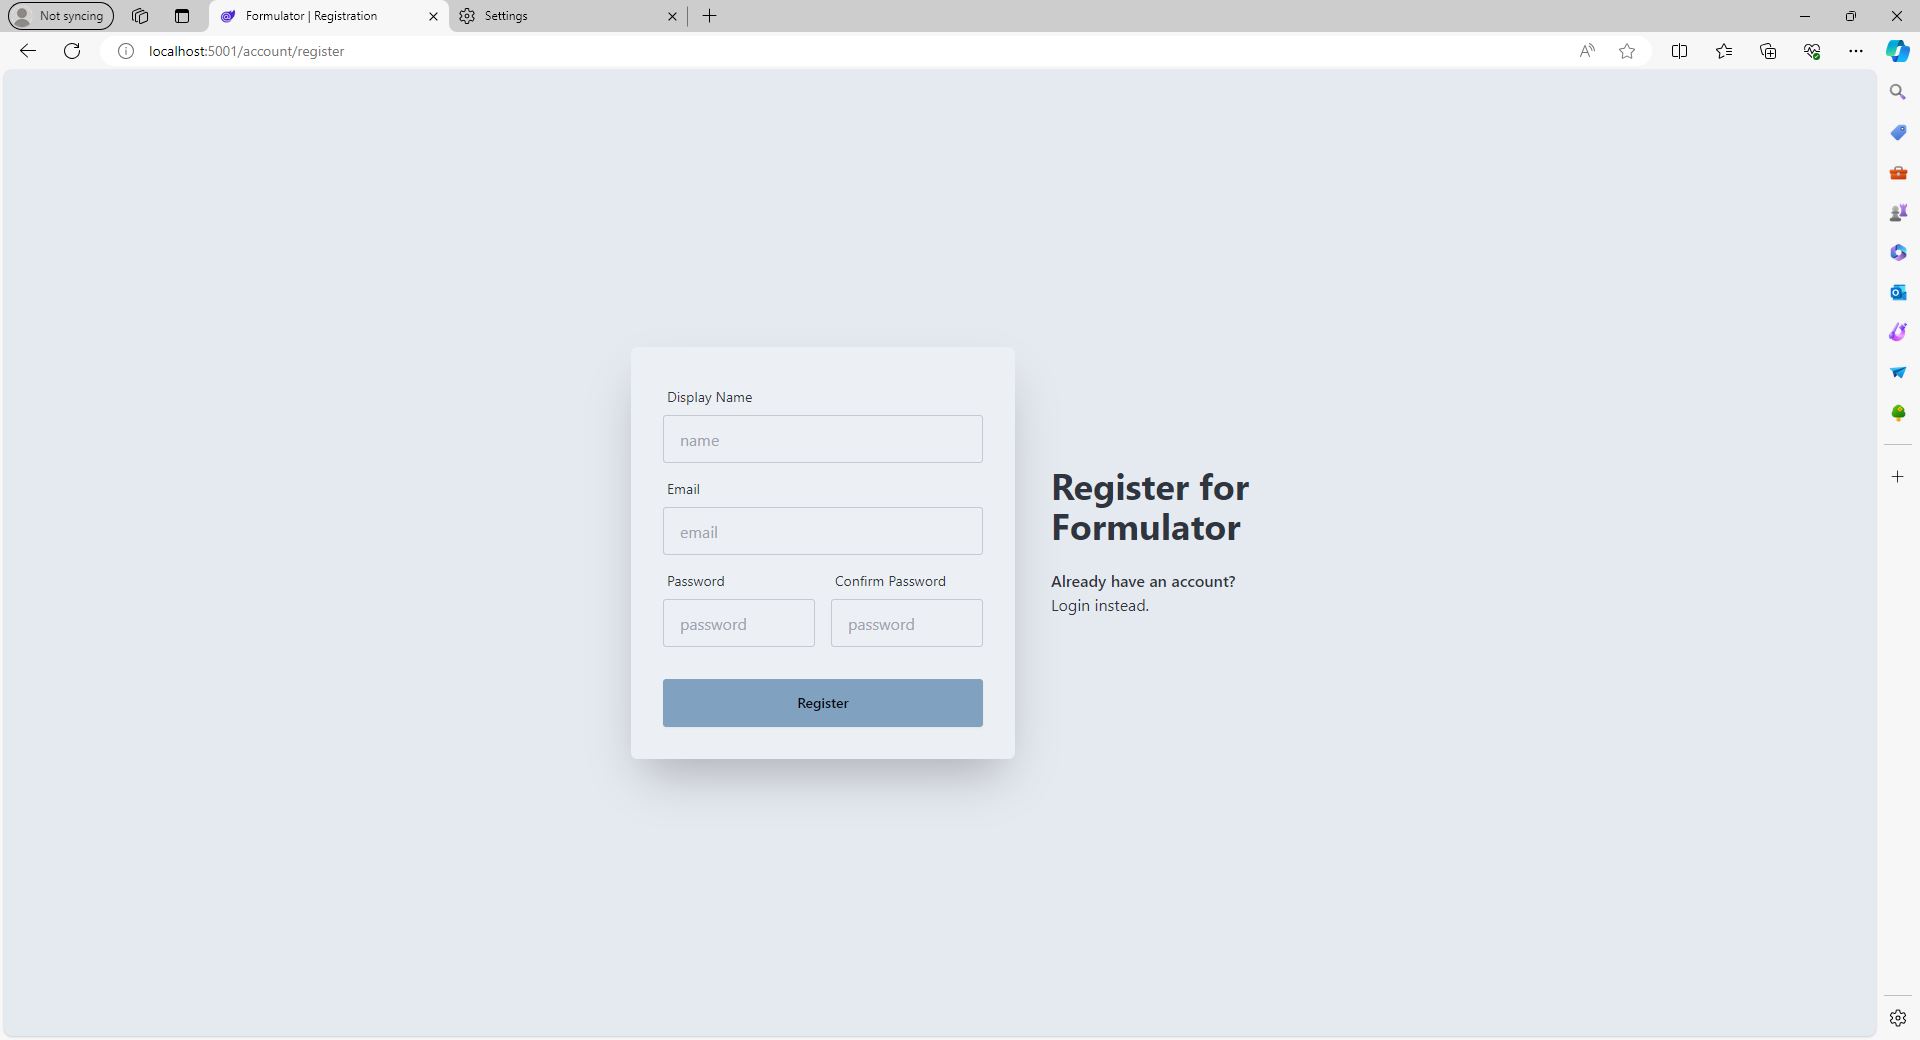 Not syncing
Formulator | Registration
Settings
localhost:5001/account/register
Display Name
name
Email
email
Password Confirm Password
password password
Register
Register for
Formulator
Already have an account?
Login instead.